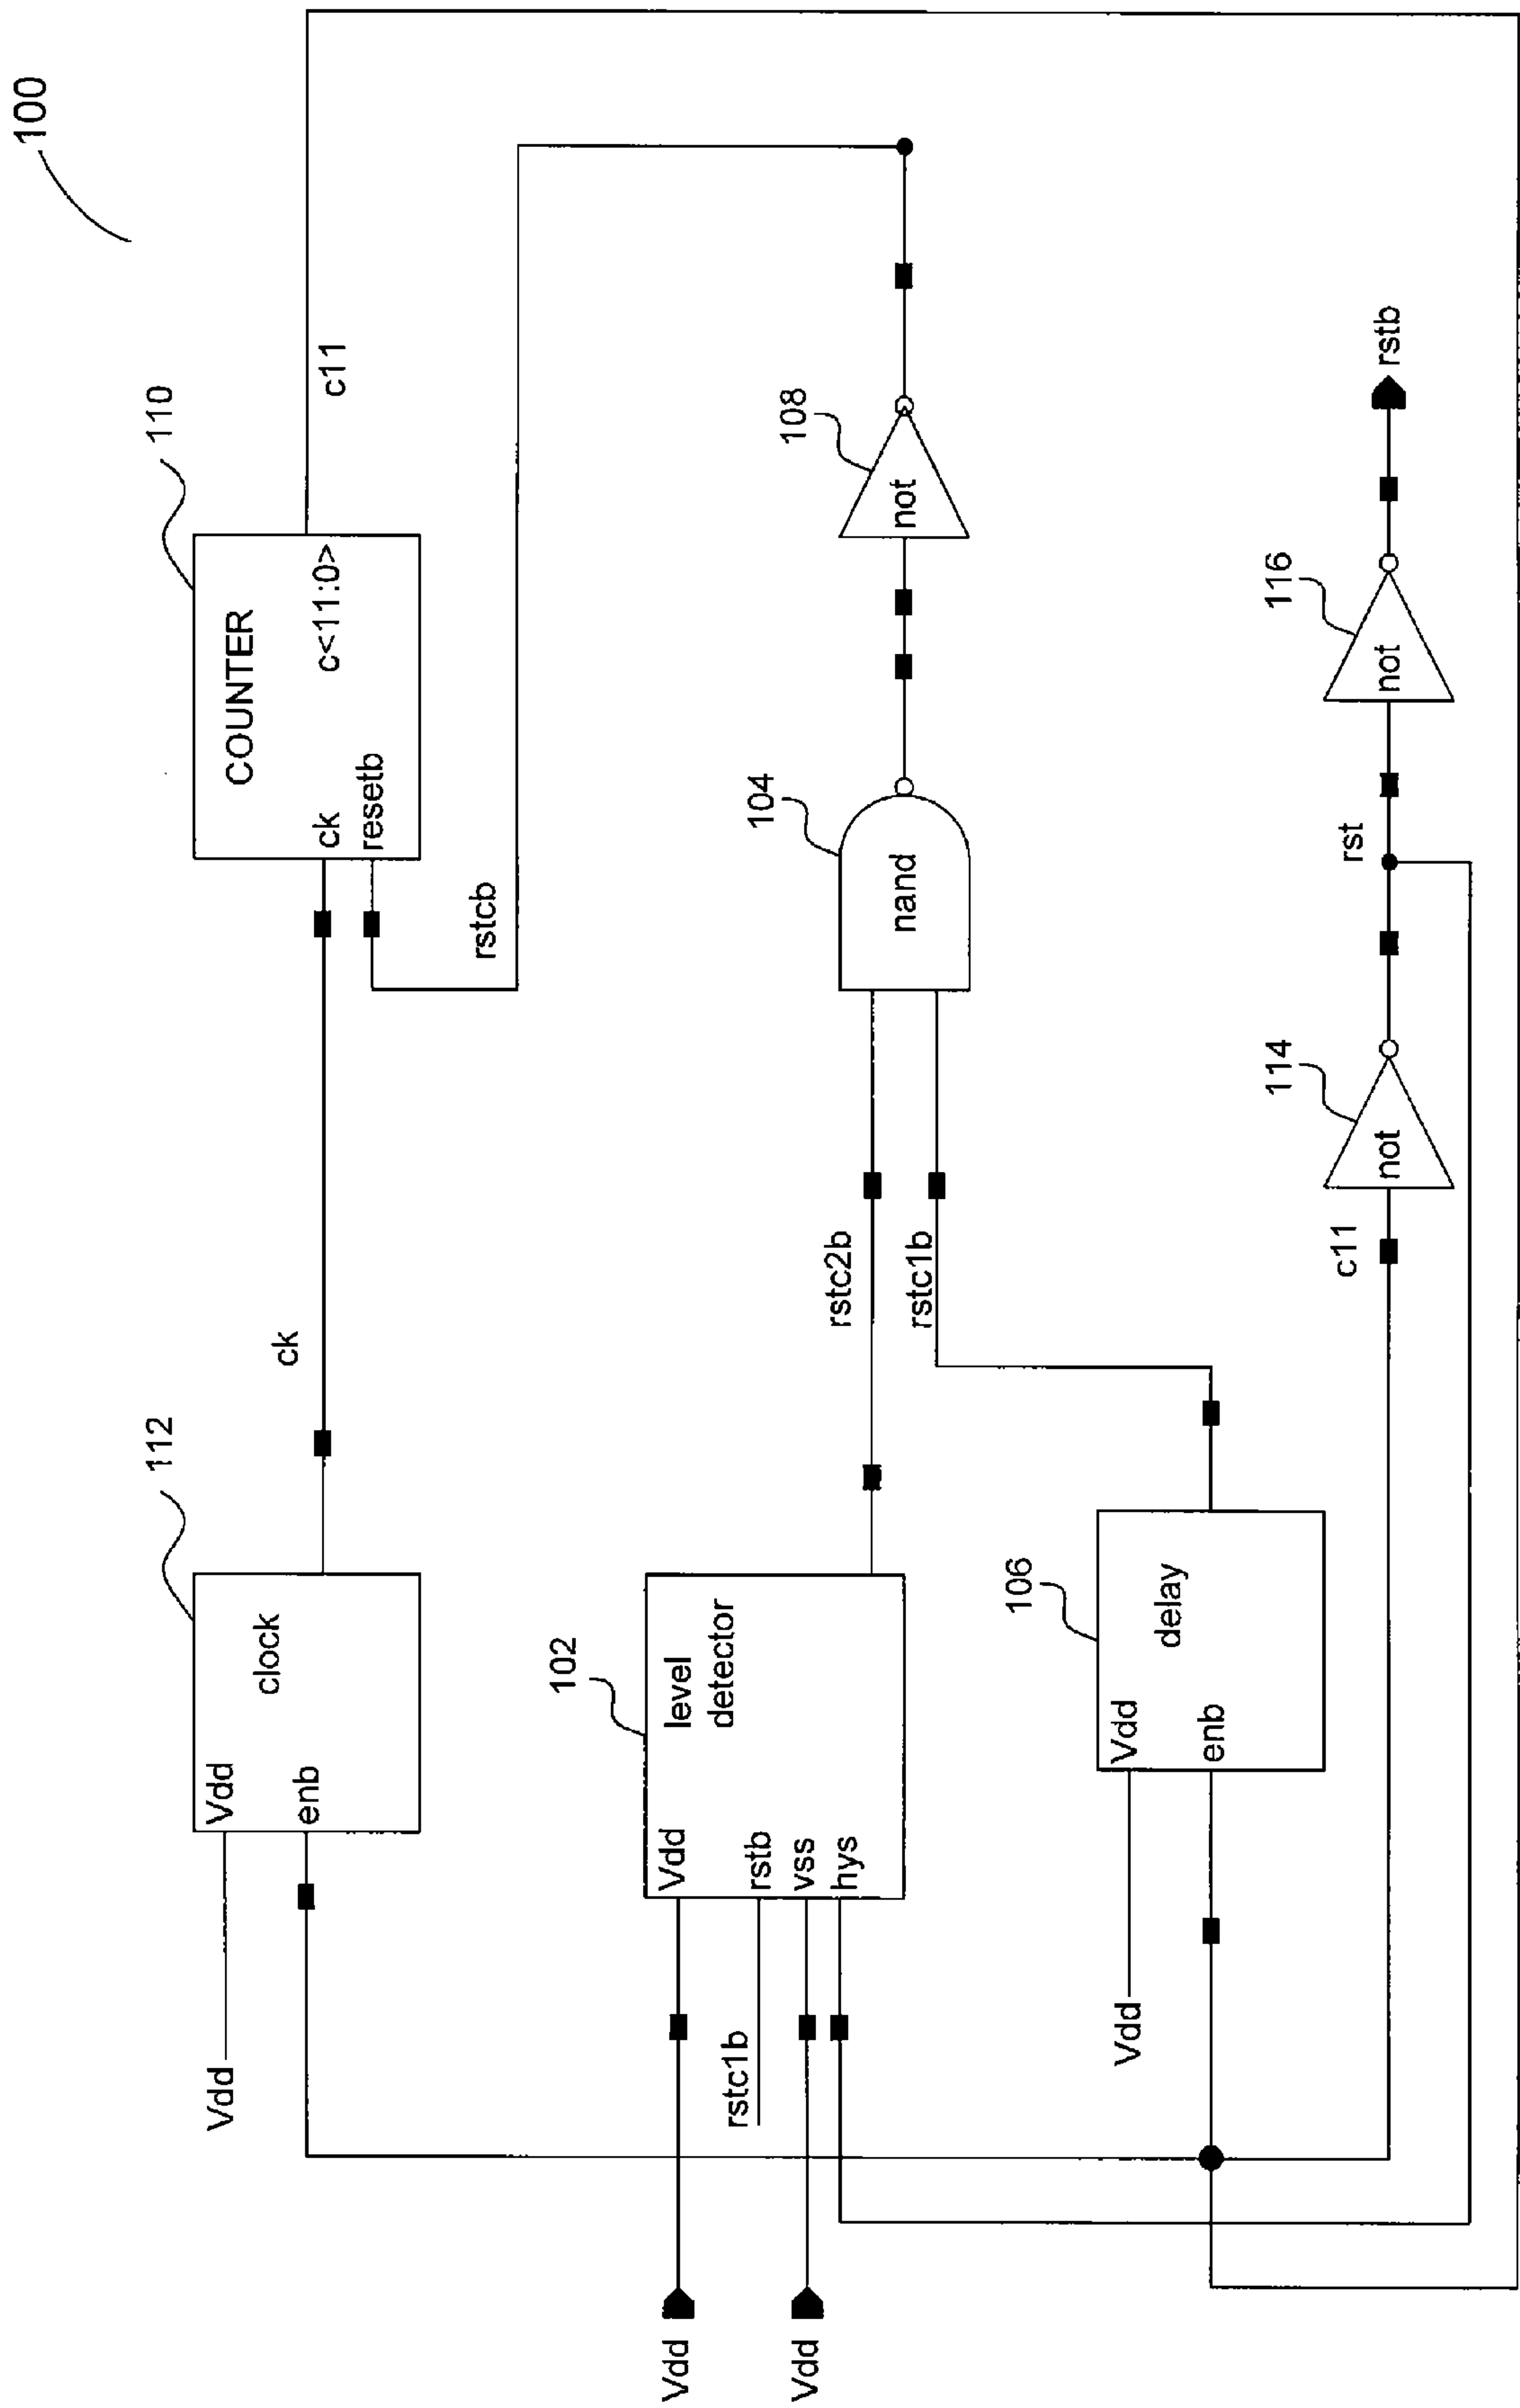 100
112
Vdd
Vdd
clock
enb
ck
110
COUNTER
ck
c<11:0>
resetb
c11
rstcb
102
Vdd
Vdd
level
detector
rstc1b
rstb
Vdd
vss
hys
rstc2b
rstc1b
104
nand
108
not
106
Vdd
Vdd
delay
enb
c11
114
not
rst
116
not
rstb